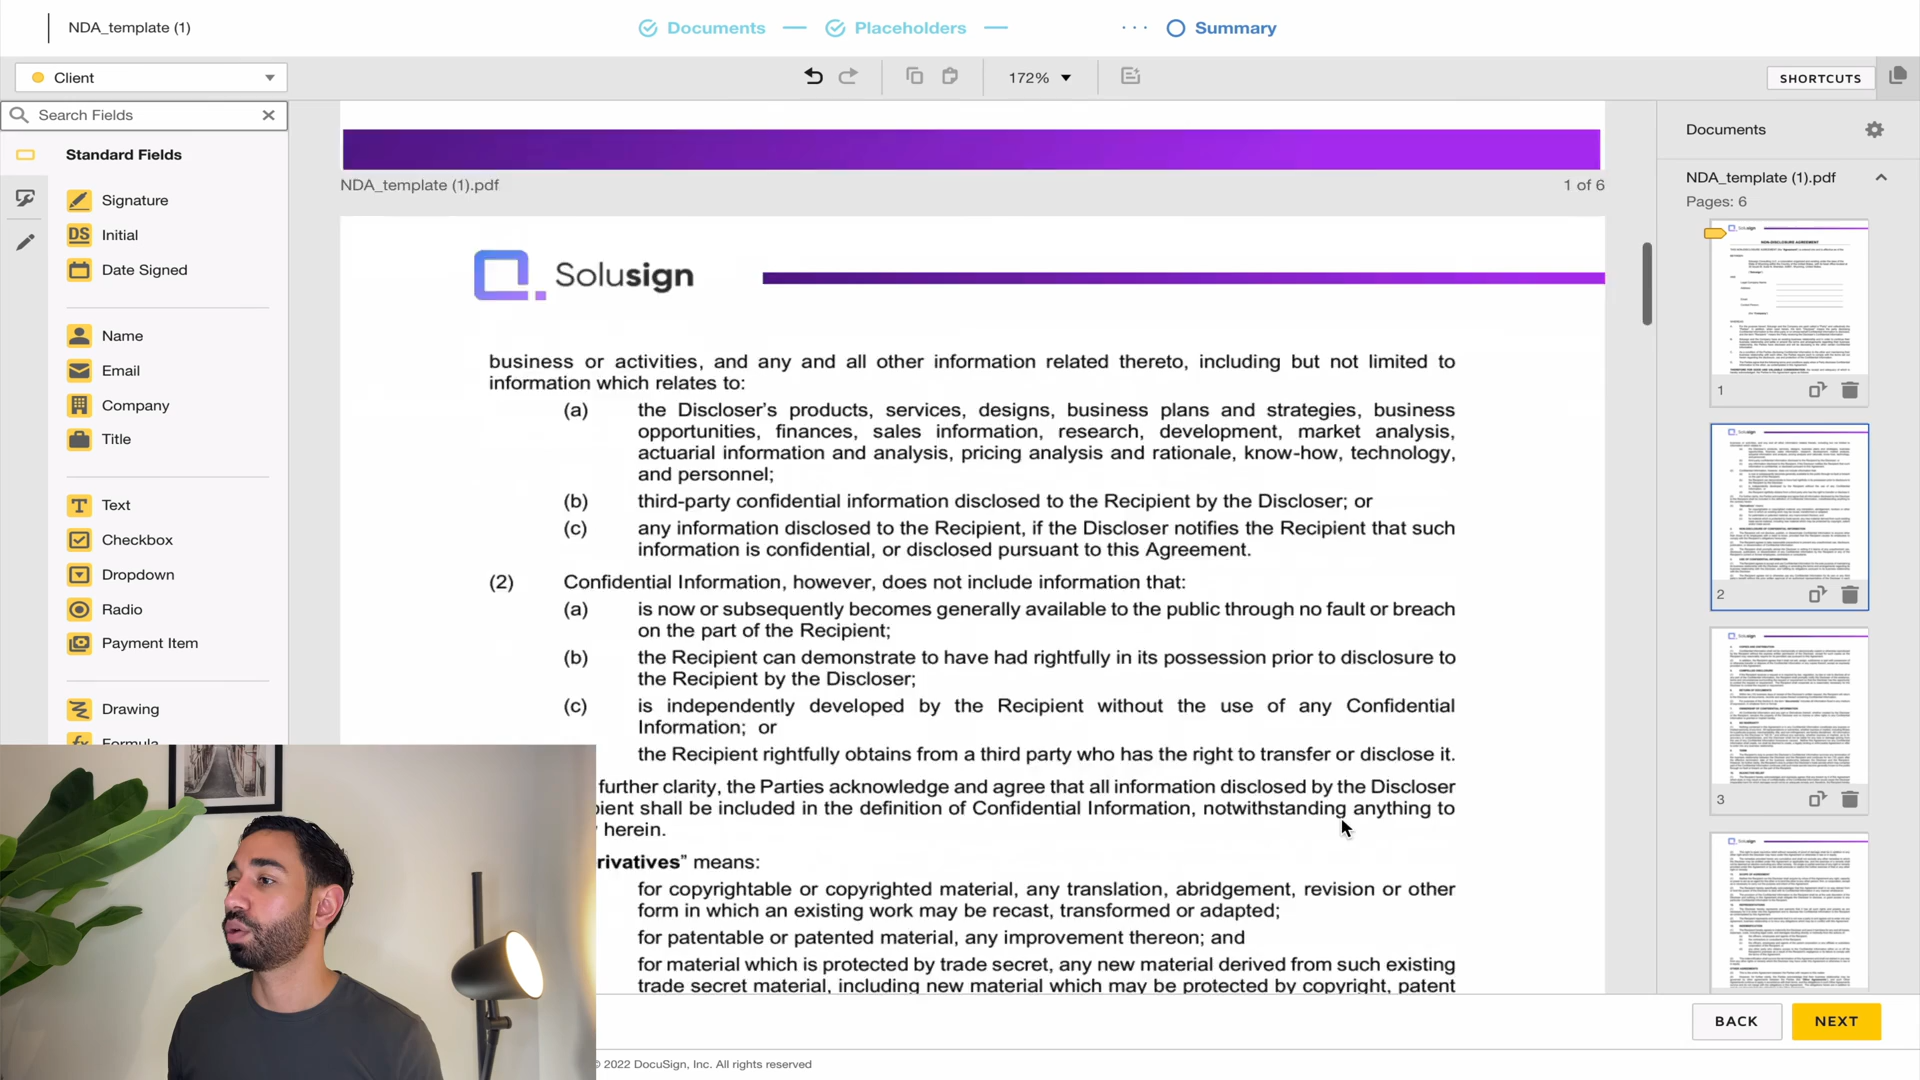 NDA_template (1)
Documents
Placeholders
Summary
Client
172%
SHORTCUTS
Search Fields
Standard Fields
Signature
Initial
Date Signed
Name
Email
Company
Title
Text
Checkbox
Dropdown
Radio
Payment Item
Drawing
Formula
NDA_template (1).pdf
1 of 6
Solusign
business or activities, and any and all other information related thereto, including but not limited to
information which relates to:
(a) the Discloser's products, services, designs, business plans and strategies, business
opportunities, finances, sales information, research, development, market analysis,
actuarial information and analysis, pricing analysis and rationale, know-how, technology,
and personnel;
(b) third-party confidential information disclosed to the Recipient by the Discloser; or
(c) any information disclosed to the Recipient, if the Discloser notifies the Recipient that such
information is confidential, or disclosed pursuant to this Agreement.
(2) Confidential Information, however, does not include information that:
(a) is now or subsequently becomes generally available to the public through no fault or breach
on the part of the Recipient;
(b) the Recipient can demonstrate to have had rightfully in its possession prior to disclosure to
the Recipient by the Discloser;
(c) is independently developed by the Recipient without the use of any Confidential
Information; or
the Recipient rightfully obtains from a third party who has the right to transfer or disclose it.
further clarity, the Parties acknowledge and agree that all information disclosed by the Discloser
pient shall be included in the definition of Confidential Information, notwithstanding anything to
herein.
rivatives" means:
for copyrightable or copyrighted material, any translation, abridgement, revision or other
form in which an existing work may be recast, transformed or adapted;
for patentable or patented material, any improvement thereon; and
for material which is protected by trade secret, any new material derived from such existing
trade secret material, including new material which may be protected by copyright, patent
Documents
NDA_template (1).pdf
Pages: 6
Solusign
NON-DISCLOSURE AGREEMENT
1
Solusign
2
Solusign
3
Solusign
BACK
NEXT
© 2022 DocuSign, Inc. All rights reserved